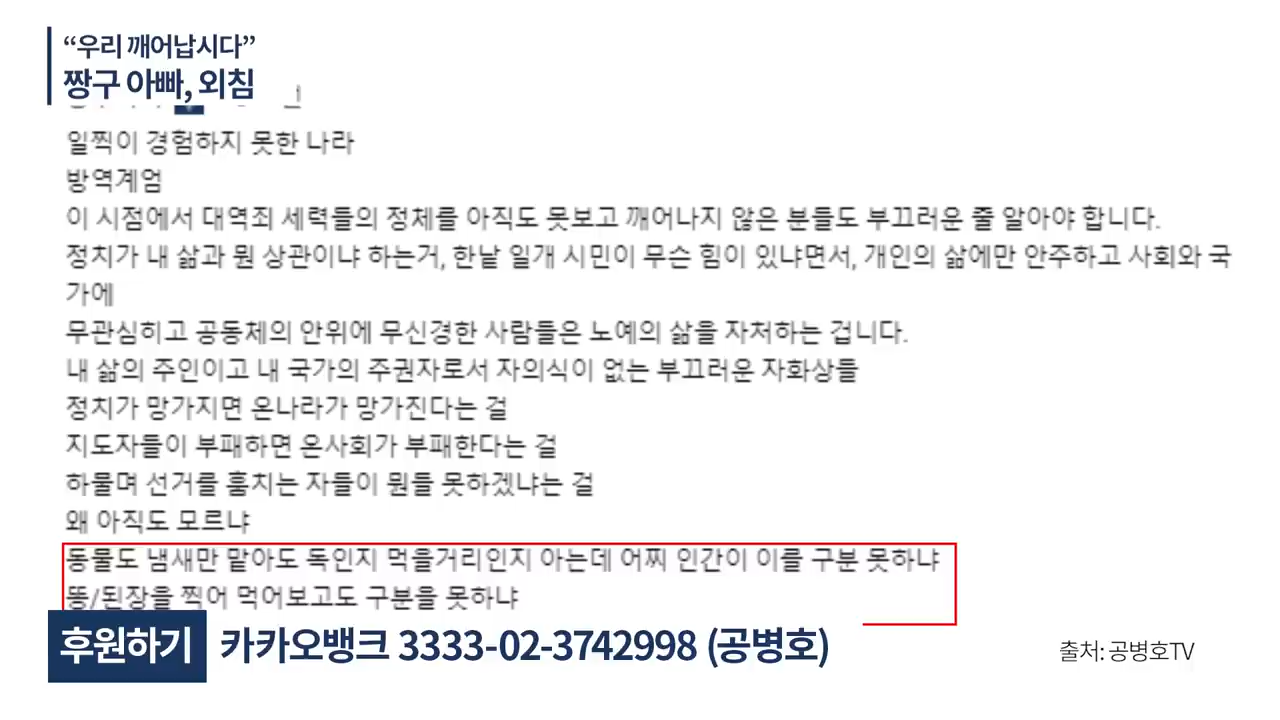 “우리 깨어납시다”
짱구 아빠, 외침
일찍이 경험하지 못한 나라
방역계엄
이 시점에서 대역죄 세력들의 정체를 아직도 못보고 깨어나지 않은 분들도 부끄러운 줄 알아야 합니다.
정치가 내 삶과 뭔 상관이냐 하는거, 한낱 일개 시민이 무슨 힘이 있냐면서, 개인의 삶에만 안주하고 사회와 국
가에
무관심히고 공동체의 안위에 무신경한 사람들은 노예의 삶을 자처하는 겁니다.
내 삶의 주인이고 내 국가의 주권자로서 자의식이 없는 부끄러운 자화상들
정치가 망가지면 온나라가 망가진다는 걸
지도자들이 부패하면 온사회가 부패한다는 걸
하물며 선거를 훔치는 자들이 뭔들 못하겠냐는 걸
왜 아직도 모르냐
동물도 냄새만 맡아도 독인지 먹을거리인지 아는데 어찌 인간이 이를 구분 못하냐
똥/된장을 찍어 먹어보고도 구분을 못하냐
후원하기 카카오뱅크 3333-02-3742998 (공병호)
출처: 공병호TV